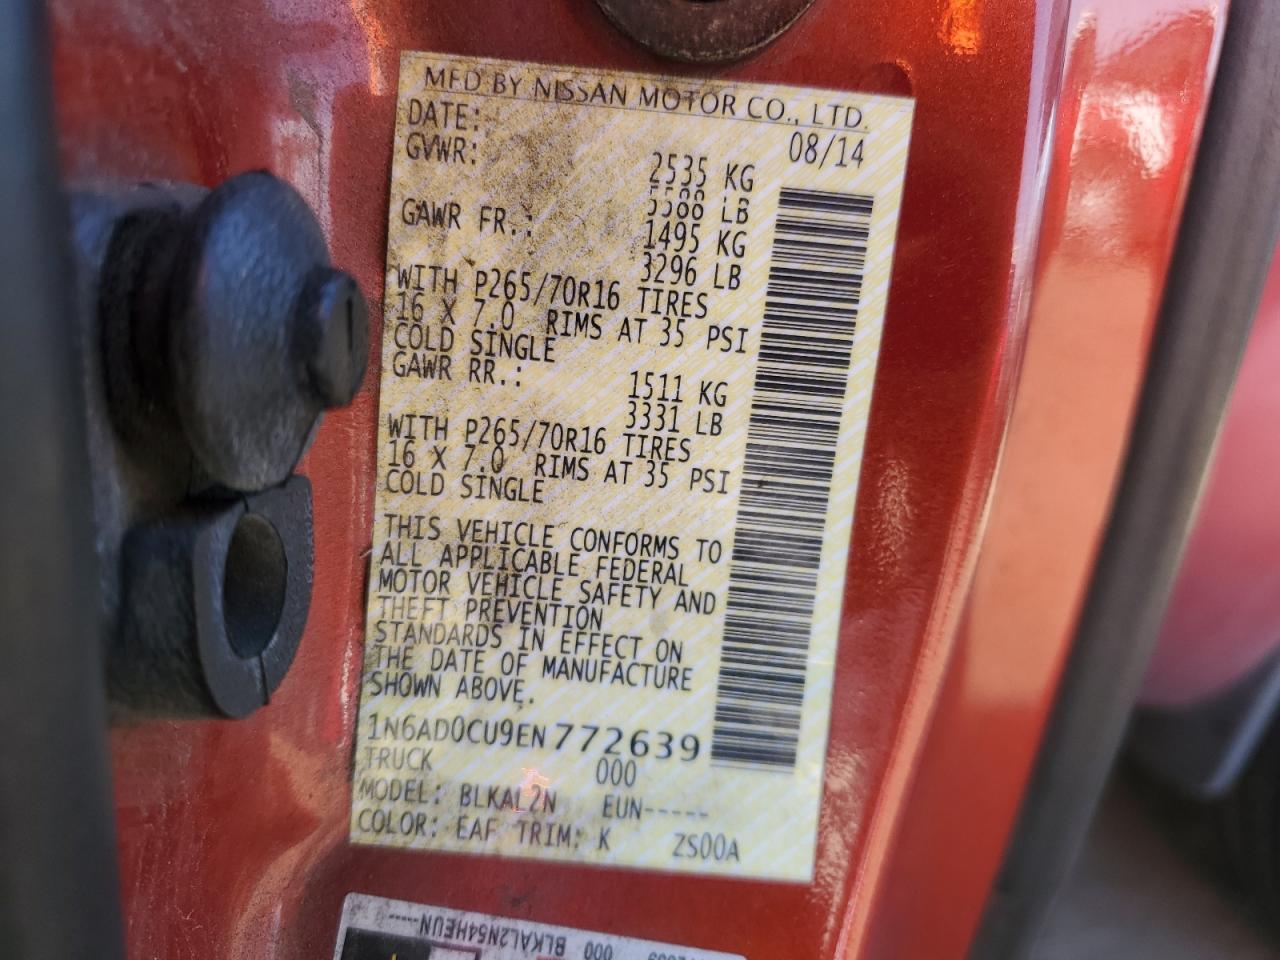 MFD BY NISSAN MOTOR CO., LTD.
DATE: 08/14
GVWR: 2535 KG
5588 LB
GAWR FR.: 1495 KG
3296 LB
WITH P265/70R16 TIRES
16 X 7.0 RIMS AT 35 PSI
COLD SINGLE
GAWR RR.: 1511 KG
3331 LB
WITH P265/70R16 TIRES
16 X 7.0 RIMS AT 35 PSI
COLD SINGLE
THIS VEHICLE CONFORMS TO
ALL APPLICABLE FEDERAL
MOTOR VEHICLE SAFETY AND
THEFT PREVENTION
STANDARDS IN EFFECT ON
THE DATE OF MANUFACTURE
SHOWN ABOVE.
1N6AD0CU9EN772639
TRUCK 000
MODEL: BLKAL2N EUN-----
COLOR: EAF TRIM: K ZS00A
000 BLKAL2N54HEUN-----